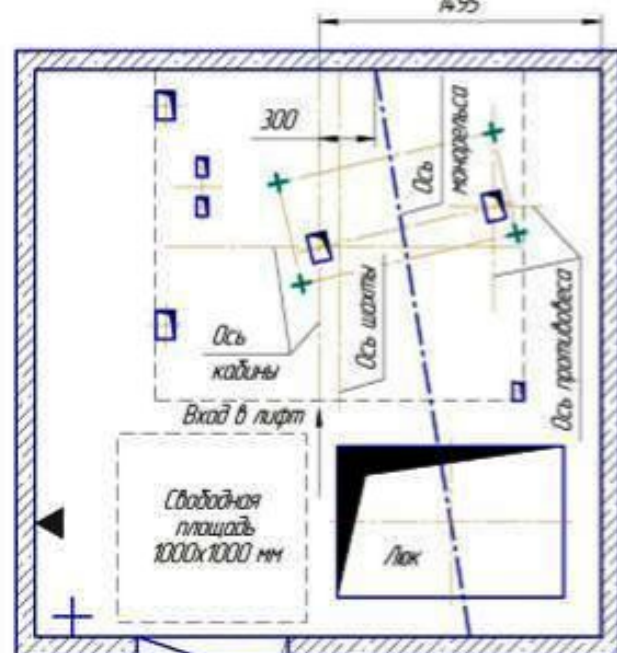 1495
300
Ось
монорельса
Ось
кабины
Ось шахты
Ось противовеса
Вход в лифт
Свободная
площадь
1000х1000 мм
Люк